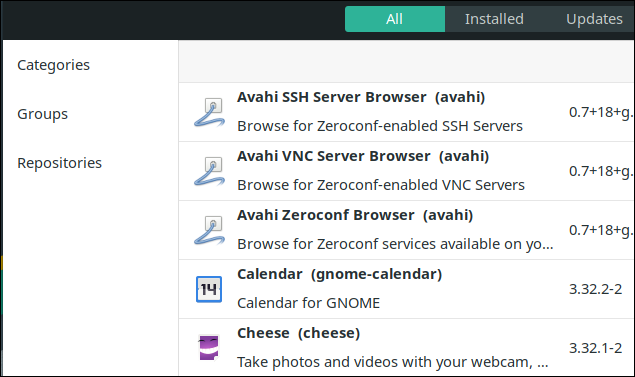 All Installed Updates
Categories
Groups
Repositories
Avahi SSH Server Browser (avahi)
Browse for Zeroconf-enabled SSH Servers
0.7+18+g.
Avahi VNC Server Browser (avahi)
Browse for Zeroconf-enabled VNC Servers
0.7+18+g.
Avahi Zeroconf Browser (avahi)
Browse for Zeroconf services available on yo...
0.7+18+g.
14
Calendar (gnome-calendar)
Calendar for GNOME
3.32.2-2
Cheese (cheese)
Take photos and videos with your webcam, ...
3.32.1-2